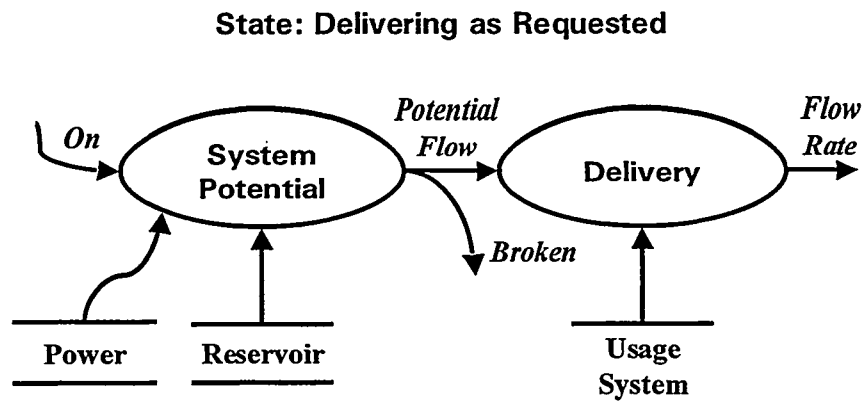 State: Delivering as Requested
On
System
Potential
Potential
Flow
Delivery
Flow
Rate
Broken
Power
Reservoir
Usage
System